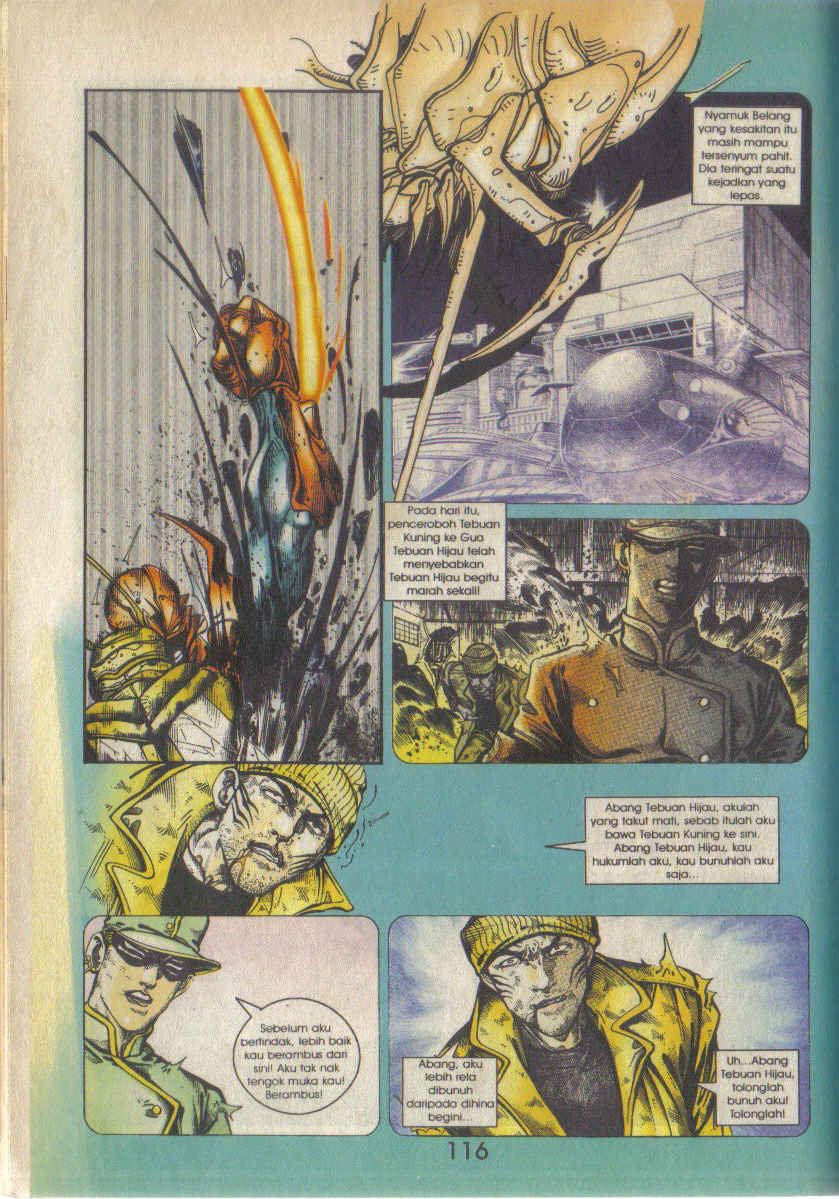 Nyamuk Belang
yang kesakitan itu
masih mampu
tersenyum pahit.
Dia teringat suatu
kejadian yang
lepas.
Pada hari itu,
penceroboh Tebuan
Kuning ke Gua
Tebuan Hijau telah
menyebabkan
Tebuan Hijau begitu
marah sekali!
Abang Tebuan Hijau, akulah
yang takut mati, sebab itulah aku
bawa Tebuan Kuning ke sini.
Abang Tebuan Hijau, kau
hukumlah aku, kau bunuhlah aku
saja...
Sebelum aku
bertindak, lebih baik
kau berambus dari
sini! Aku tak nak
tengok muka kau!
Berambus!
Abang, aku
lebih rela
dibunuh
daripada dihina
begini...
Uh...Abang
Tebuan Hijau,
tolonglah
bunuh aku!
Tolonglah!
116